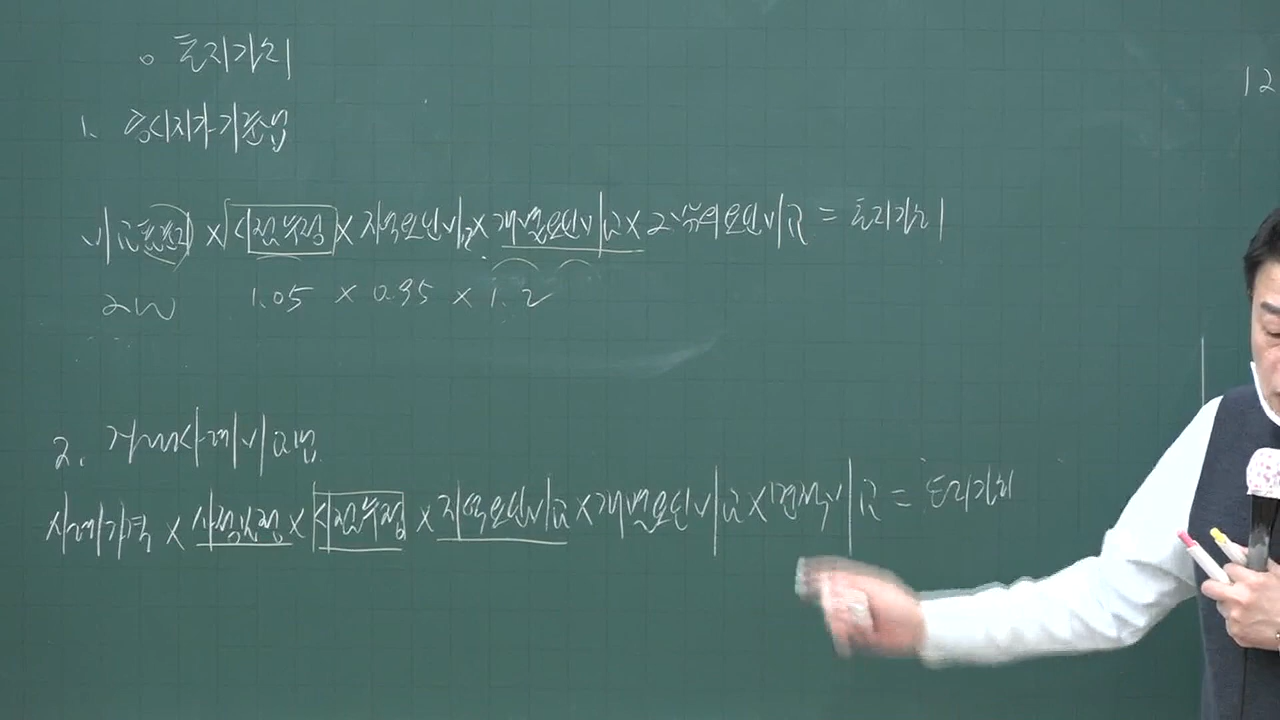 ○ 토지가치
12
1. 공시지가기준법
비교표준지 × 시점수정 × 지역요인비교 × 개별요인비교 × 그밖의요인비교 = 토지가치
1.05 × 0.95 × 1.2
2. 거래사례비교법
사례가격 × 사정보정 × 시점수정 × 지역요인비교 × 개별요인비교 × 면적비교 = 토지가치